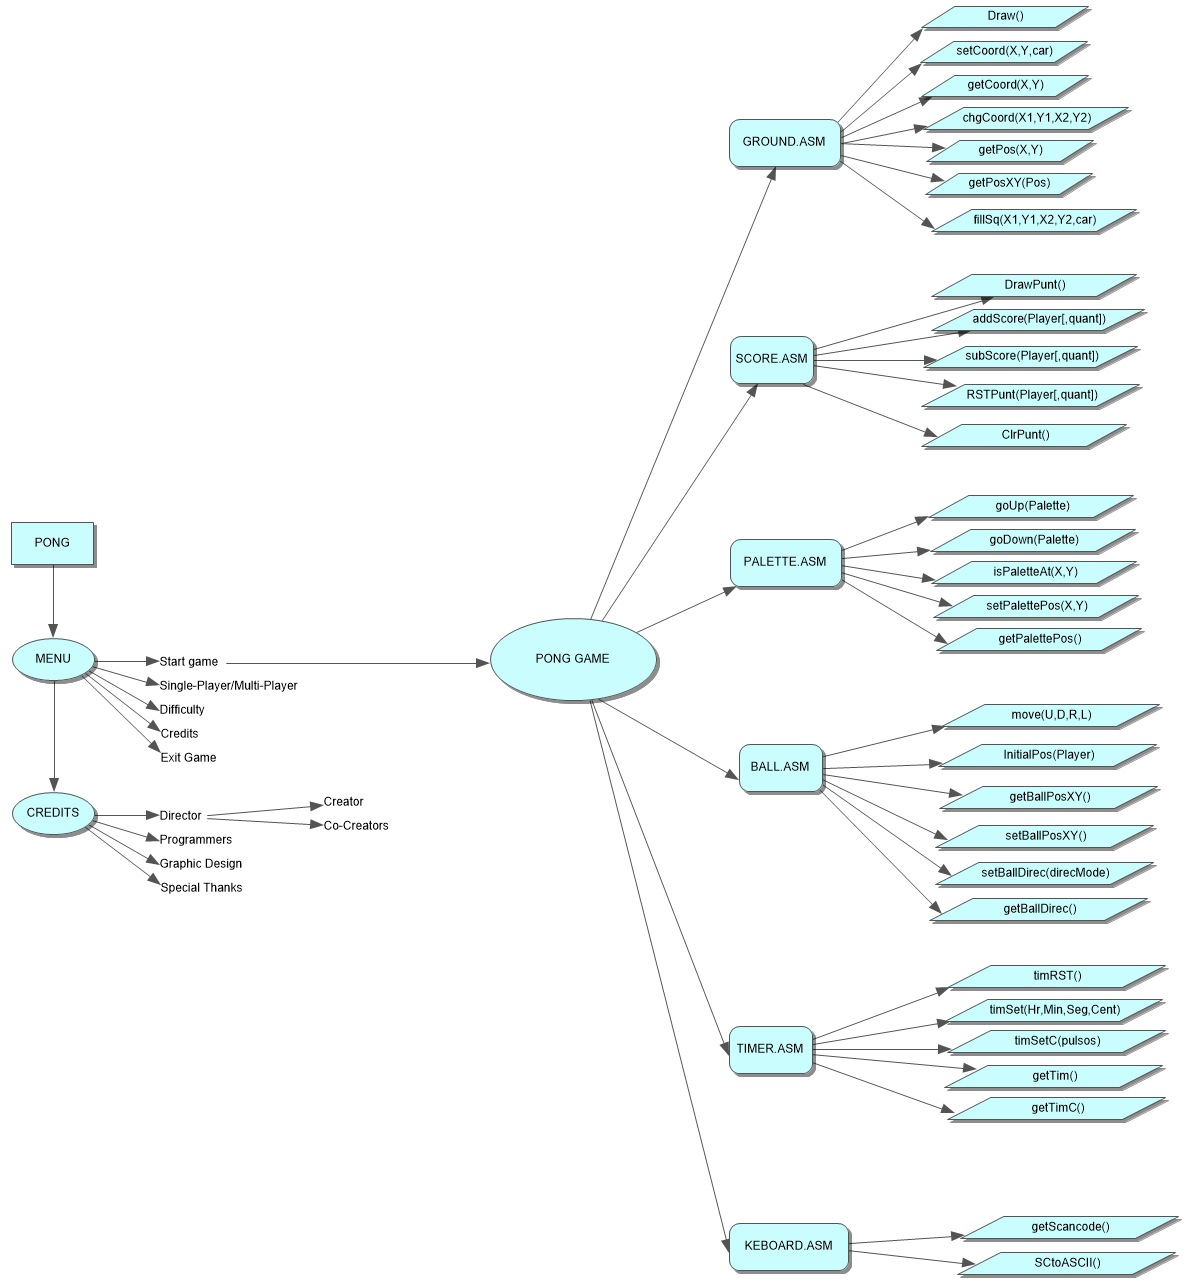 Draw()
setCoord(X,Y,car)
getCoord(X,Y)
chgCoord(X1,Y1,X2,Y2)
GROUND.ASM
getPos(X,Y)
getPosXY(Pos)
fillSq(X1,Y1,X2,Y2,car)
DrawPunt()
addScore(Player[,quant])
SCORE.ASM
subScore(Player[,quant])
RSTPunt(Player[,quant])
ClrPunt()
goUp(Palette)
goDown(Palette)
PALETTE.ASM
isPaletteAt(X,Y)
setPalettePos(X,Y)
getPalettePos()
PONG
MENU
Start game
Single-Player/Multi-Player
Difficulty
Credits
Exit Game
PONG GAME
CREDITS
Director
Creator
Co-Creators
Programmers
Graphic Design
Special Thanks
move(U,D,R,L)
InitialPos(Player)
BALL.ASM
getBallPosXY()
setBallPosXY()
setBallDirec(direcMode)
getBallDirec()
timRST()
timSet(Hr,Min,Seg,Cent)
TIMER.ASM
timSetC(pulsos)
getTim()
getTimC()
KEBOARD.ASM
getScancode()
SCtoASCII()